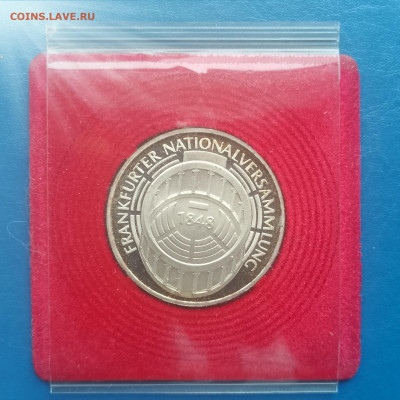 COINS.LAVE.RU
FRANKFURTER NATIONALVERSAMMLUNG
1848